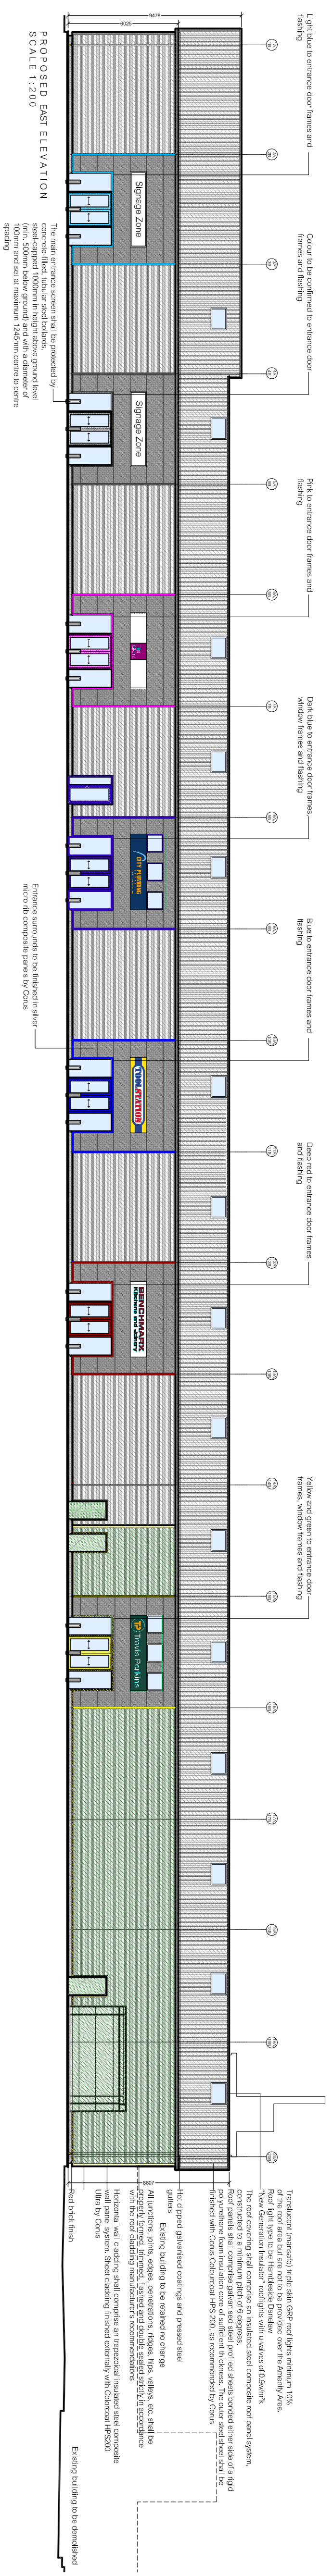 Light blue to entrance door frames and
flashing
Colour to be confirmed to entrance door
frames and flashing
Pink to entrance door frames and
flashing
Dark blue to entrance door frames,
window frames and flashing
Blue to entrance door frames and
flashing
Deep red to entrance door frames
and flashing
Yellow and green to entrance door
frames, window frames and flashing
9478
6025
Signage Zone
Signage Zone
CITY PLUMBING
TOOLSTATION
BENCHMARK
Kitchens and Joinery
TP Travis Perkins
8807
PROPOSED EAST ELEVATION
SCALE 1:200
The main entrance screen shall be protected by
concrete-filled, tubular steel bollards,
steel-capped 1000mm in height above ground level
(min. 500mm below ground) and with a diameter of
100mm and set at maximum 1245mm centre to centre
spacing
Entrance surrounds to be finished in silver
micro rib composite panels by Corus
Translucent (mansafe) triple skin GRP roof lights minimum 10%
of the roof area but are not to be provided over the Amenity Area.
Roof light type to be Hambleside Danelaw
"New Generation Insulator" rooflights with u-values of 0.9w/m²k
The roof covering shall comprise an insulated steel composite roof panel system,
constructed to a minimum pitch of 6 degrees.
Roof panels shall comprise galvanised steel profiled sheets bonded either side of a rigid
polyurethane foam insulation core of sufficient thickness. The outer steel sheet shall be
finished with Corus Colourcoat HPS 200, as recommended by Corus
Hot dipped galvanised coatings and pressed steel
gutters
Existing building to be retained no change
All junctions, joints, edges, penetrations, ridges, hips, valleys, etc. shall be
properly formed, trimmed, flashed and double sealed strictly in accordance
with the roof cladding manufacturer's recommendations
Horizontal wall cladding shall comprise an trapezoidal insulated steel composite
wall panel system. Sheet cladding finished externally with Colorcoat HPS200
Ultra by Corus
Red brick finish
Existing building to be demolished